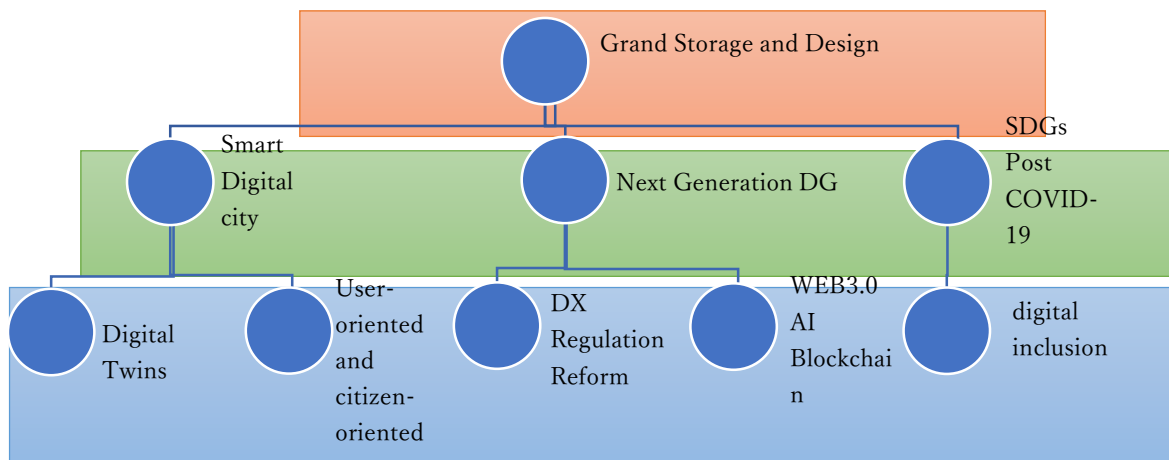 Grand Storage and Design
Smart
Digital
city
Next Generation DG
SDGs
Post
COVID-
19
Digital
Twins
User-
oriented
and
citizen-
oriented
DX
Regulation
Reform
WEB3.0
AI
Blockchai
n
digital
inclusion